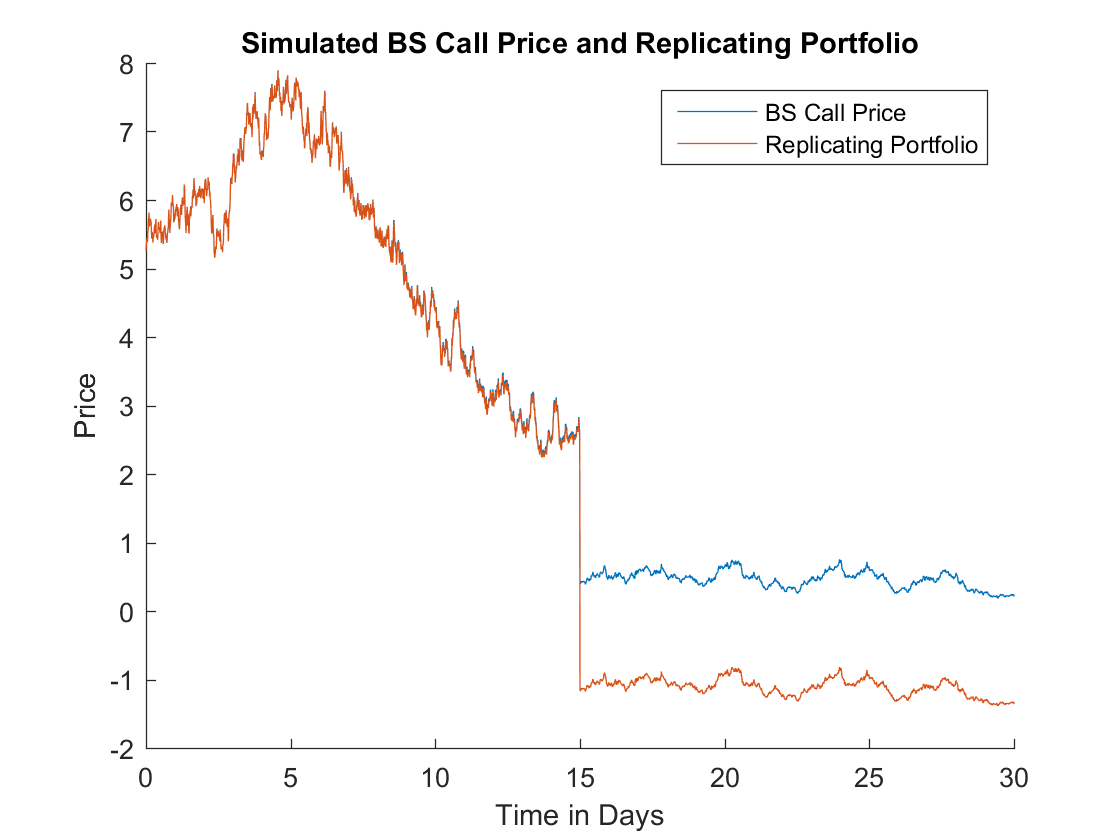 Simulated BS Call Price and Replicating Portfolio
8
7
6
5
4
3
2
1
0
-1
-2
Price
BS Call Price
Replicating Portfolio
0 5 10 15 20 25 30
Time in Days